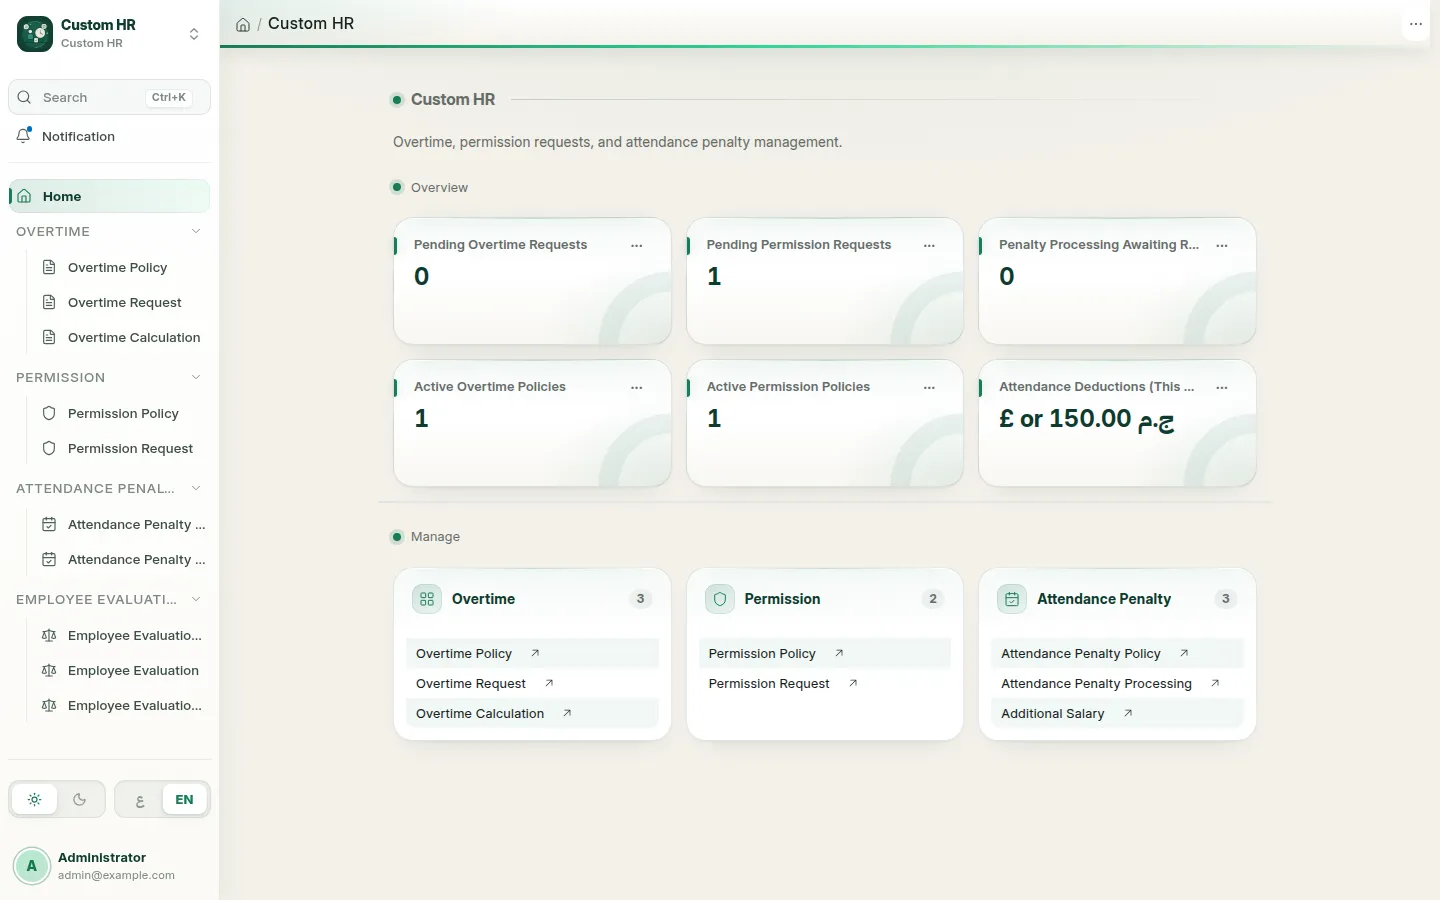 Custom HR
Custom HR
Search Ctrl+K
Notification
Home
OVERTIME
Overtime Policy
Overtime Request
Overtime Calculation
PERMISSION
Permission Policy
Permission Request
ATTENDANCE PENAL...
Attendance Penalty ...
Attendance Penalty ...
EMPLOYEE EVALUATI...
Employee Evaluatio...
Employee Evaluation
Employee Evaluatio...
ع EN
A
Administrator
admin@example.com
/ Custom HR
Custom HR
Overtime, permission requests, and attendance penalty management.
Overview
Pending Overtime Requests
0
Pending Permission Requests
1
Penalty Processing Awaiting R...
0
Active Overtime Policies
1
Active Permission Policies
1
Attendance Deductions (This ...
£ or 150.00 ج.م
Manage
Overtime 3
Overtime Policy
Overtime Request
Overtime Calculation
Permission 2
Permission Policy
Permission Request
Attendance Penalty 3
Attendance Penalty Policy
Attendance Penalty Processing
Additional Salary